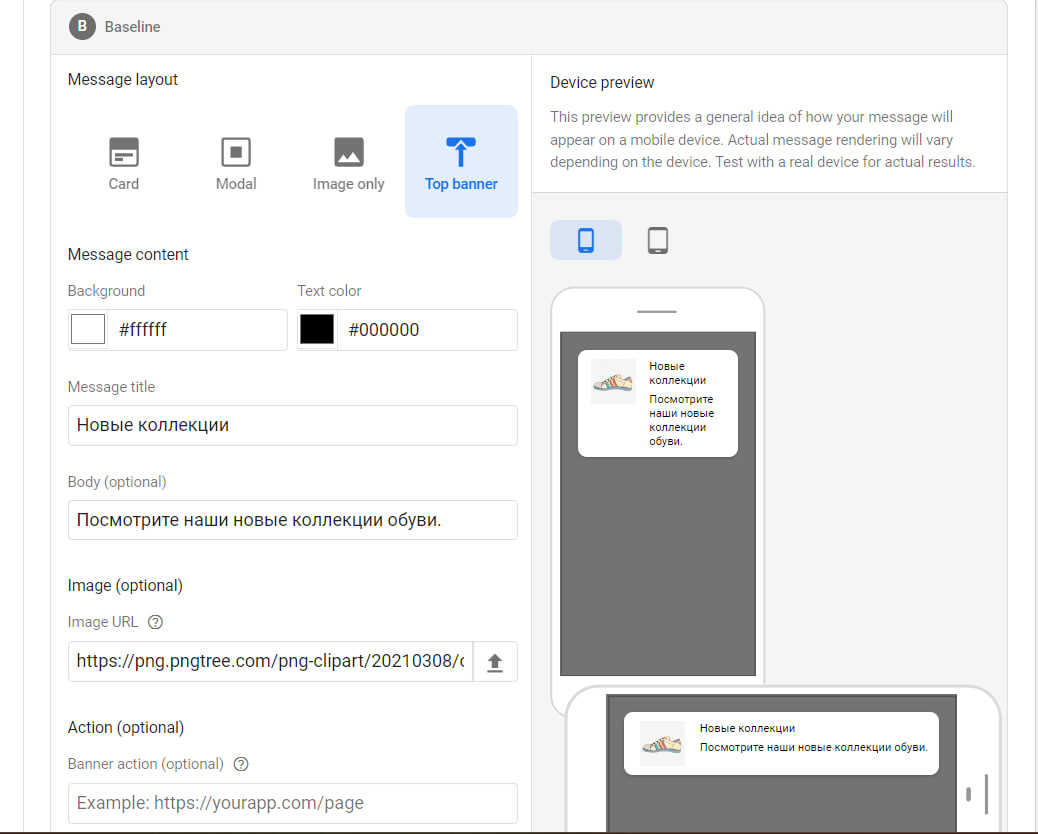 B Baseline
Message layout
Card
Modal
Image only
Top banner
Message content
Background
Text color
#ffffff
#000000
Message title
Новые коллекции
Body (optional)
Посмотрите наши новые коллекции обуви.
Image (optional)
Image URL ?
https://png.pngtree.com/png-clipart/20210308/
Action (optional)
Banner action (optional) ?
Example: https://yourapp.com/page
Device preview
This preview provides a general idea of how your message will
appear on a mobile device. Actual message rendering will vary
depending on the device. Test with a real device for actual results.
Новые
коллекции
Посмотрите
наши новые
коллекции
обуви.
Новые коллекции
Посмотрите наши новые коллекции обуви.